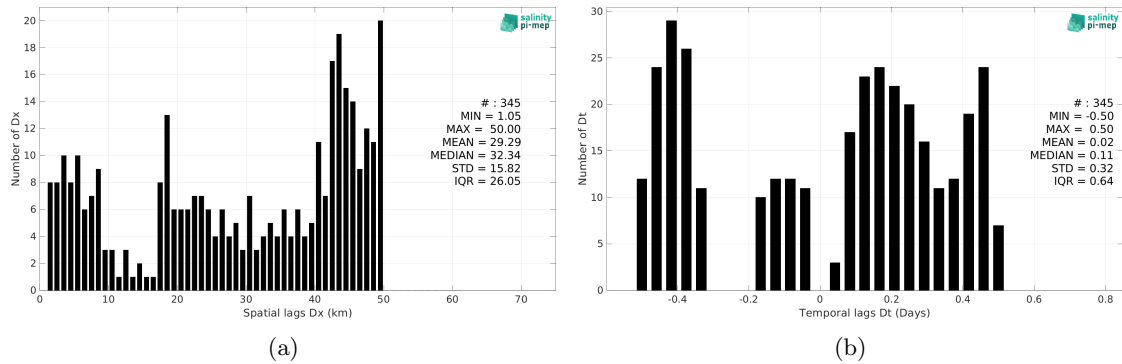 20
18
16
14
12
10
8
6
4
2
0
Number of Dx
0 10 20 30 40 50 60 70
Spatial lags Dx (km)
salinity
pi-mep
# : 345
MIN = 1.05
MAX = 50.00
MEAN = 29.29
MEDIAN = 32.34
STD = 15.82
IQR = 26.05
(a)
30
25
20
15
10
5
0
Number of Dt
-0.4 -0.2 0 0.2 0.4 0.6 0.8
Temporal lags Dt (Days)
salinity
pi-mep
# : 345
MIN = -0.50
MAX = 0.50
MEAN = 0.02
MEDIAN = 0.11
STD = 0.32
IQR = 0.64
(b)